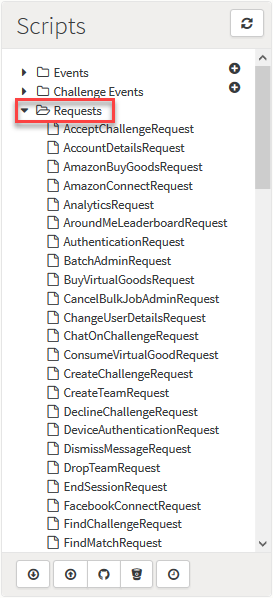 Scripts
Events
Challenge Events
Requests
AcceptChallengeRequest
AccountDetailsRequest
AmazonBuyGoodsRequest
AmazonConnectRequest
AnalyticsRequest
AroundMeLeaderboardRequest
AuthenticationRequest
BatchAdminRequest
BuyVirtualGoodsRequest
CancelBulkJobAdminRequest
ChangeUserDetailsRequest
ChatOnChallengeRequest
ConsumeVirtualGoodRequest
CreateChallengeRequest
CreateTeamRequest
DeclineChallengeRequest
DeviceAuthenticationRequest
DismissMessageRequest
DropTeamRequest
EndSessionRequest
FacebookConnectRequest
FindChallengeRequest
FindMatchRequest